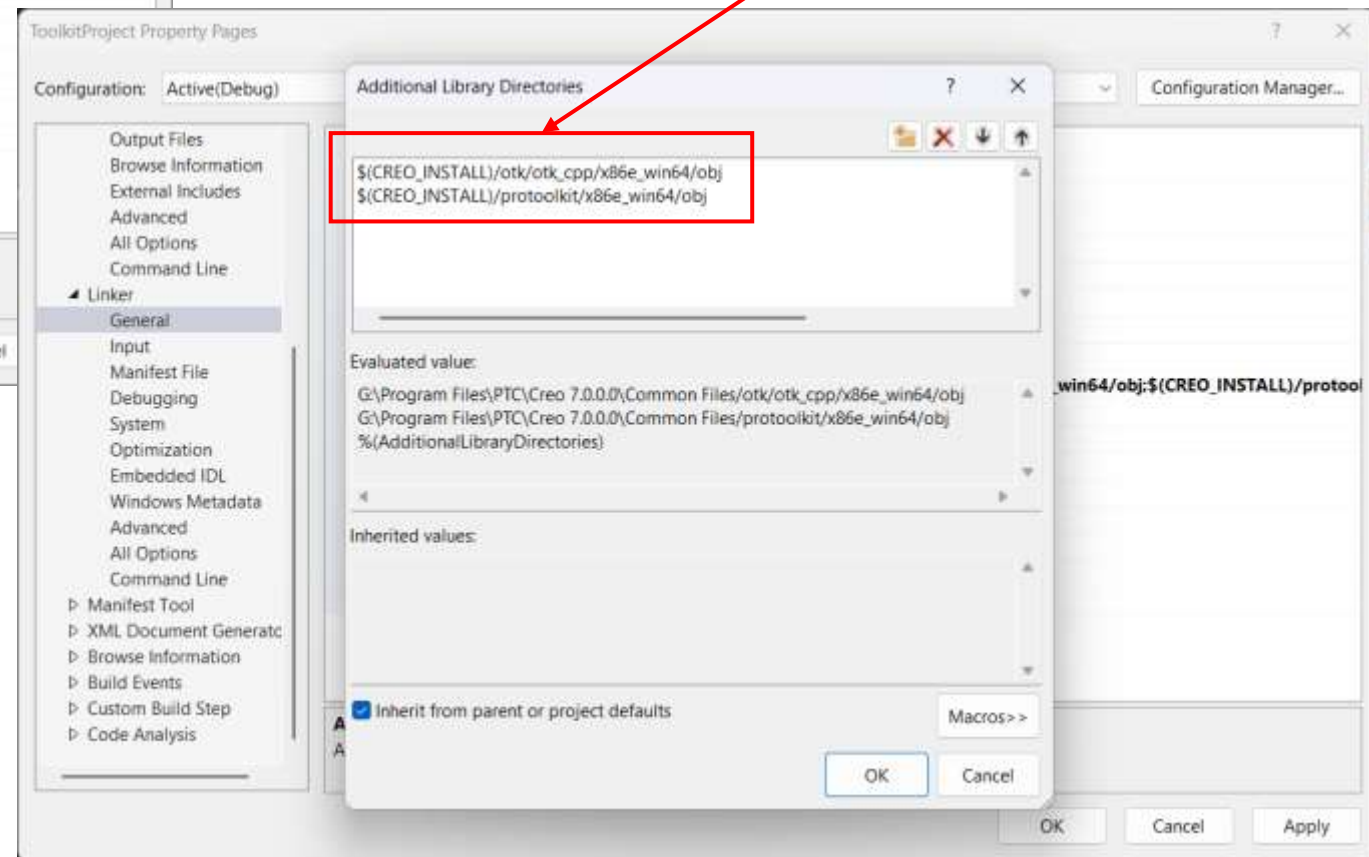 ToolkitProject Property Pages
? ×
Configuration: Active(Debug)
Configuration Manager...
Output Files
Browse Information
External Includes
Advanced
All Options
Command Line
Linker
General
Input
Manifest File
Debugging
System
Optimization
Embedded IDL
Windows Metadata
Advanced
All Options
Command Line
Manifest Tool
XML Document Generatc
Browse Information
Build Events
Custom Build Step
Code Analysis
Additional Library Directories
? ×
$(CREO_INSTALL)/otk/otk_cpp/x86e_win64/obj
$(CREO_INSTALL)/protoolkit/x86e_win64/obj
Evaluated value:
G:\Program Files\PTC\Creo 7.0.0.0\Common Files/otk/otk_cpp/x86e_win64/obj
G:\Program Files\PTC\Creo 7.0.0.0\Common Files/protoolkit/x86e_win64/obj
%(AdditionalLibraryDirectories)
Inherited values:
Inherit from parent or project defaults
Macros>>
OK Cancel
_win64/obj;$(CREO_INSTALL)/protool
A
A
OK Cancel Apply